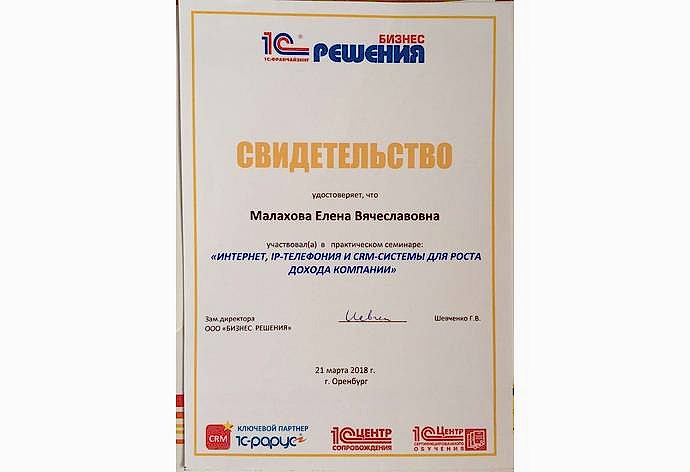 1С® БИЗНЕС
1С-ФРАНЧАЙЗИНГ РЕШЕНИЯ
СВИДЕТЕЛЬСТВО
удостоверяет, что
Малахова Елена Вячеславовна
участвовал(а) в практическом семинаре:
«ИНТЕРНЕТ, IP-ТЕЛЕФОНИЯ И CRM-СИСТЕМЫ ДЛЯ РОСТА
ДОХОДА КОМПАНИИ»
Зам.директора
ООО «БИЗНЕС РЕШЕНИЯ»
Шевченко Г.В.
21 марта 2018 г.
г. Оренбург
CRM
КЛЮЧЕВОЙ ПАРТНЕР
1С-рарус
1С ЦЕНТР
СОПРОВОЖДЕНИЯ
1С ЦЕНТР
СЕРТИФИЦИРОВАННОГО
ОБУЧЕНИЯ